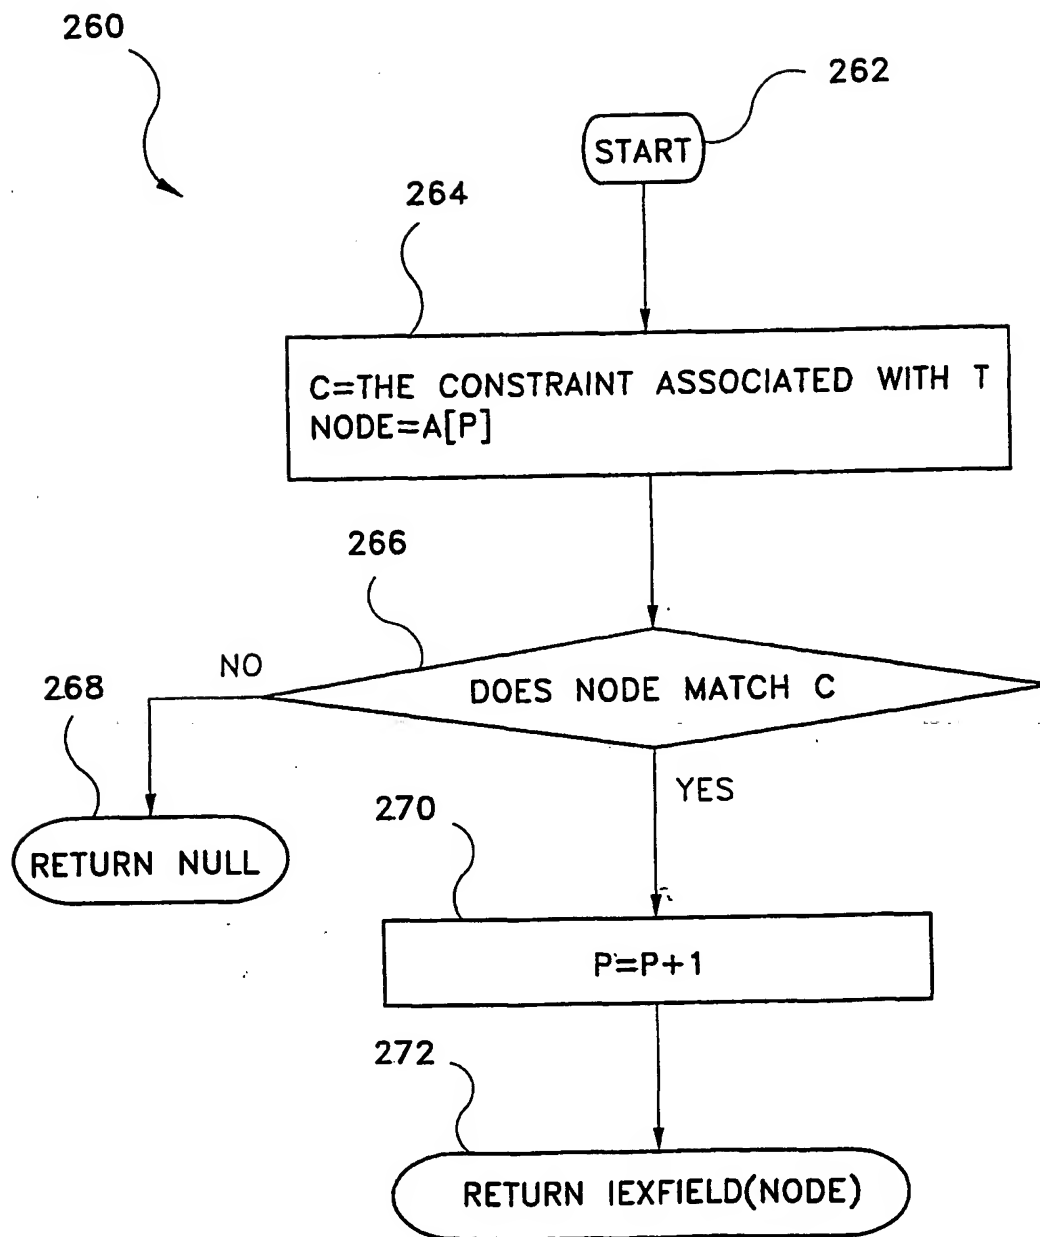 260
262
START
264
C=THE CONSTRAINT ASSOCIATED WITH T
NODE=A[P]
266
NO
DOES NODE MATCH C
268
YES
270
RETURN NULL
P=P+1
272
RETURN IEXFIELD(NODE)